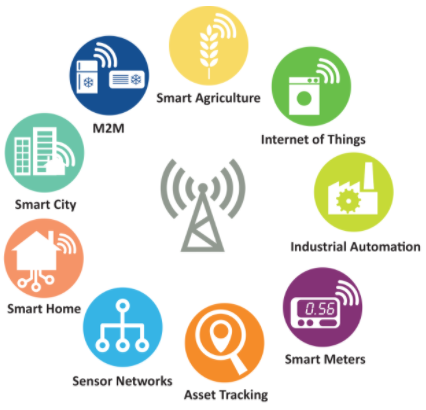 Smart Agriculture
M2M
Internet of Things
Smart City
Industrial Automation
Smart Home
0.56
Smart Meters
Sensor Networks
Asset Tracking